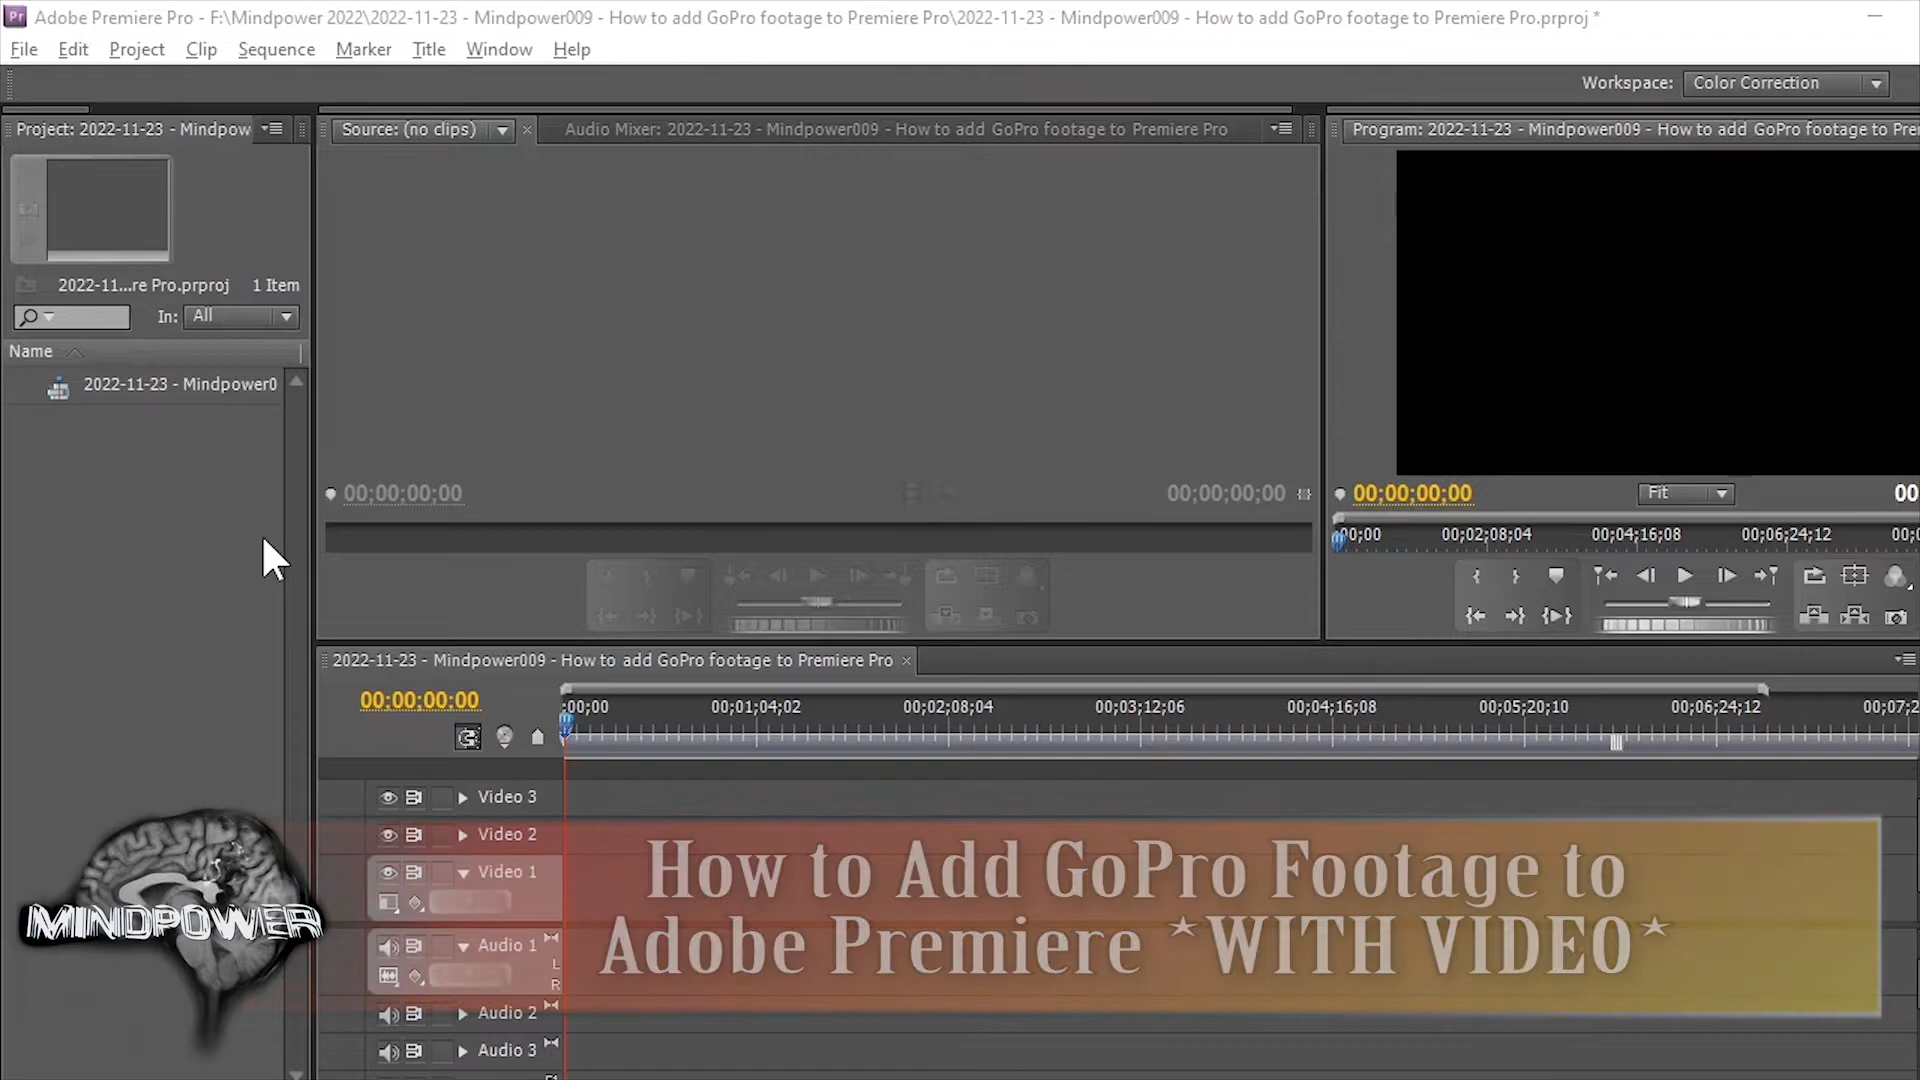 Adobe Premiere Pro - F:\Mindpower 2022\2022-11-23 - Mindpower009 - How to add GoPro footage to Premiere Pro\2022-11-23 - Mindpower009 - How to add GoPro footage to Premiere Pro.prproj *
File Edit Project Clip Sequence Marker Title Window Help
Workspace: Color Correction
Project: 2022-11-23 - Mindpow
Source: (no clips)
Audio Mixer: 2022-11-23 - Mindpower009 - How to add GoPro footage to Premiere Pro
Program: 2022-11-23 - Mindpower009 - How to add GoPro footage to Prem
2022-11...re Pro.prproj 1 Item
In: All
Name
2022-11-23 - Mindpower0
00;00;00;00 00;00;00;00
00;00;00;00 Fit 00
00;00 00;02;08;04 00;04;16;08 00;06;24;12 00;0
2022-11-23 - Mindpower009 - How to add GoPro footage to Premiere Pro
00;00;00;00
;00;00 00;01;04;02 00;02;08;04 00;03;12;06 00;04;16;08 00;05;20;10 00;06;24;12 00;07;2
Video 3
Video 2
Video 1
Audio 1
L
R
Audio 2
Audio 3
MINDPOWER
How to Add GoPro Footage to
Adobe Premiere *WITH VIDEO*